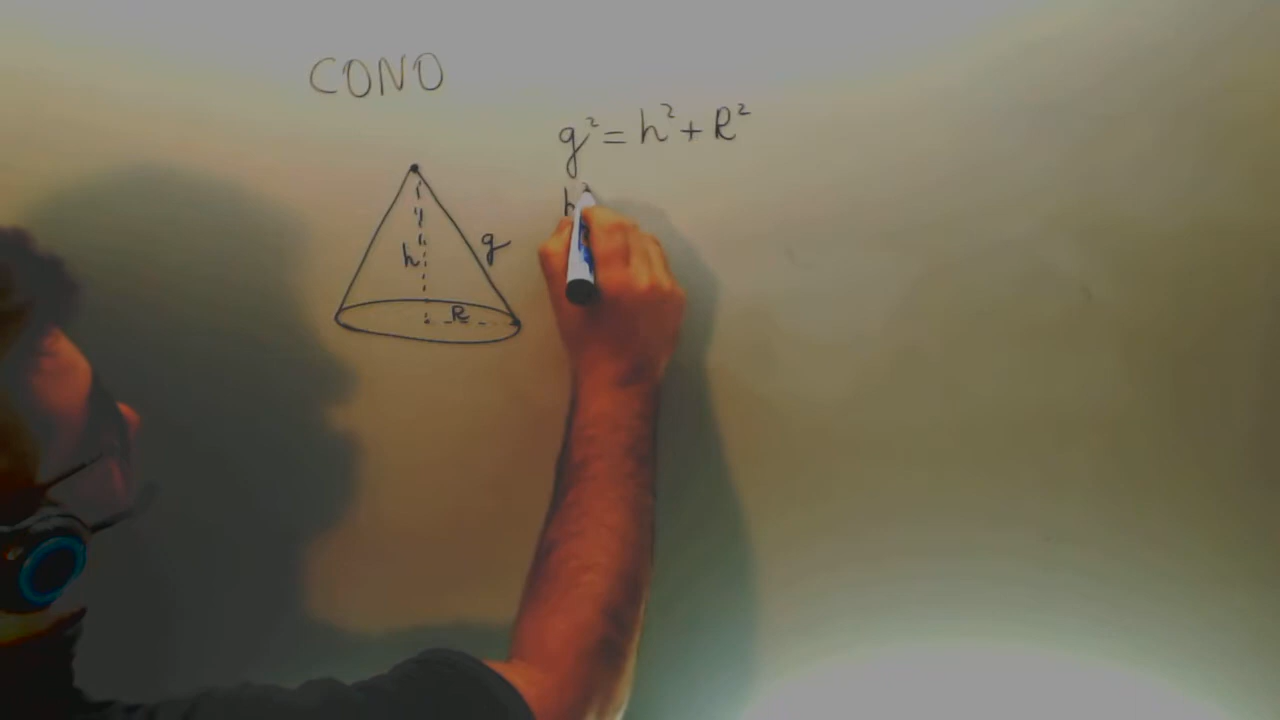 CONO
g² = h² + R²
h
h
g
R